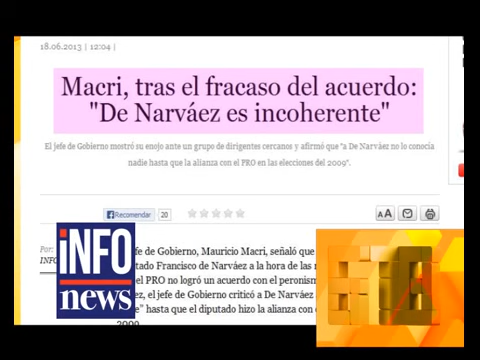 18.06.2013 | 12:04 |
Macri, tras el fracaso del acuerdo:
"De Narváez es incoherente"
El jefe de Gobierno mostró su enojo ante un grupo de dirigentes cercanos y afirmó que "a De Narváez no lo conocía
nadie hasta que la alianza con el PRO en las elecciones del 2009".
Recomendar 20
A A
Por:
fe de Gobierno, Mauricio Macri, señaló que
INFO
tado Francisco de Narváez a la hora de las
el PRO no logró un acuerdo con el peronism
ez, el jefe de Gobierno criticó a De Narváez
e" hasta que el diputado hizo la alianza con
2009
iNFO
news